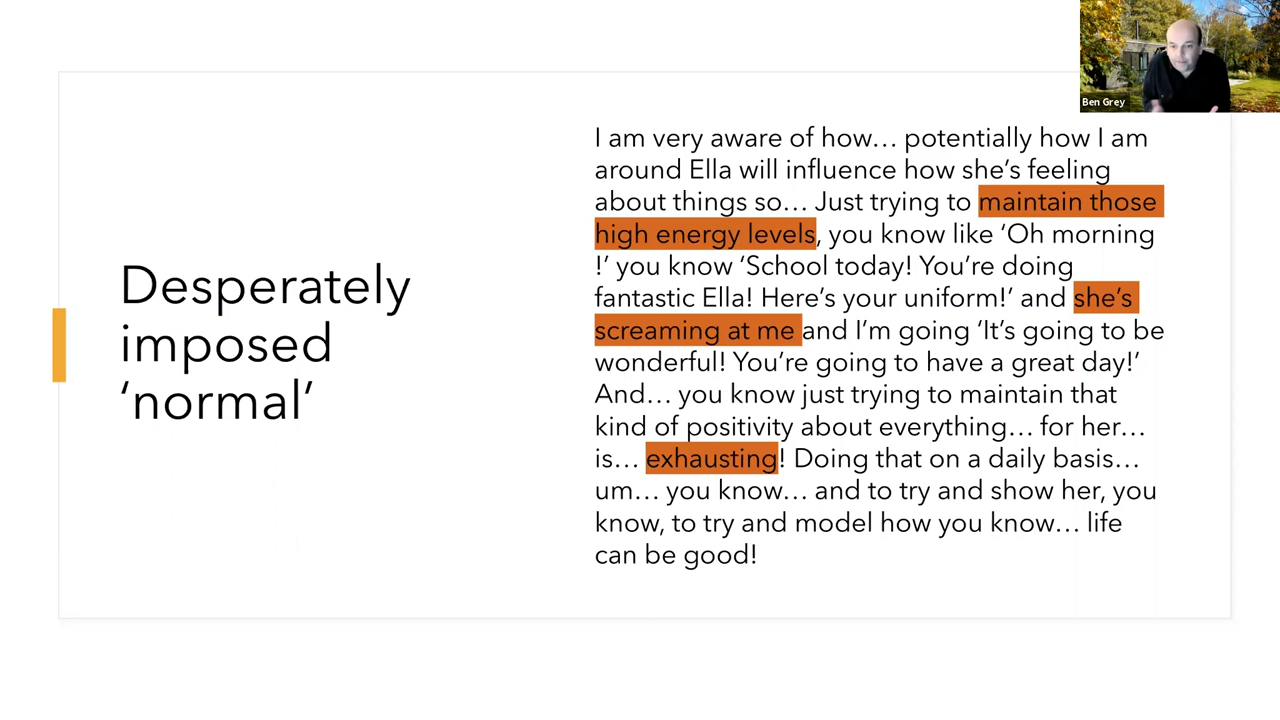 Ben Grey
Desperately
imposed
‘normal’
I am very aware of how… potentially how I am
around Ella will influence how she’s feeling
about things so… Just trying to maintain those
high energy levels, you know like ‘Oh morning
!’ you know ‘School today! You’re doing
fantastic Ella! Here’s your uniform!’ and she’s
screaming at me and I’m going ‘It’s going to be
wonderful! You’re going to have a great day!’
And… you know just trying to maintain that
kind of positivity about everything… for her…
is… exhausting! Doing that on a daily basis…
um… you know… and to try and show her, you
know, to try and model how you know… life
can be good!